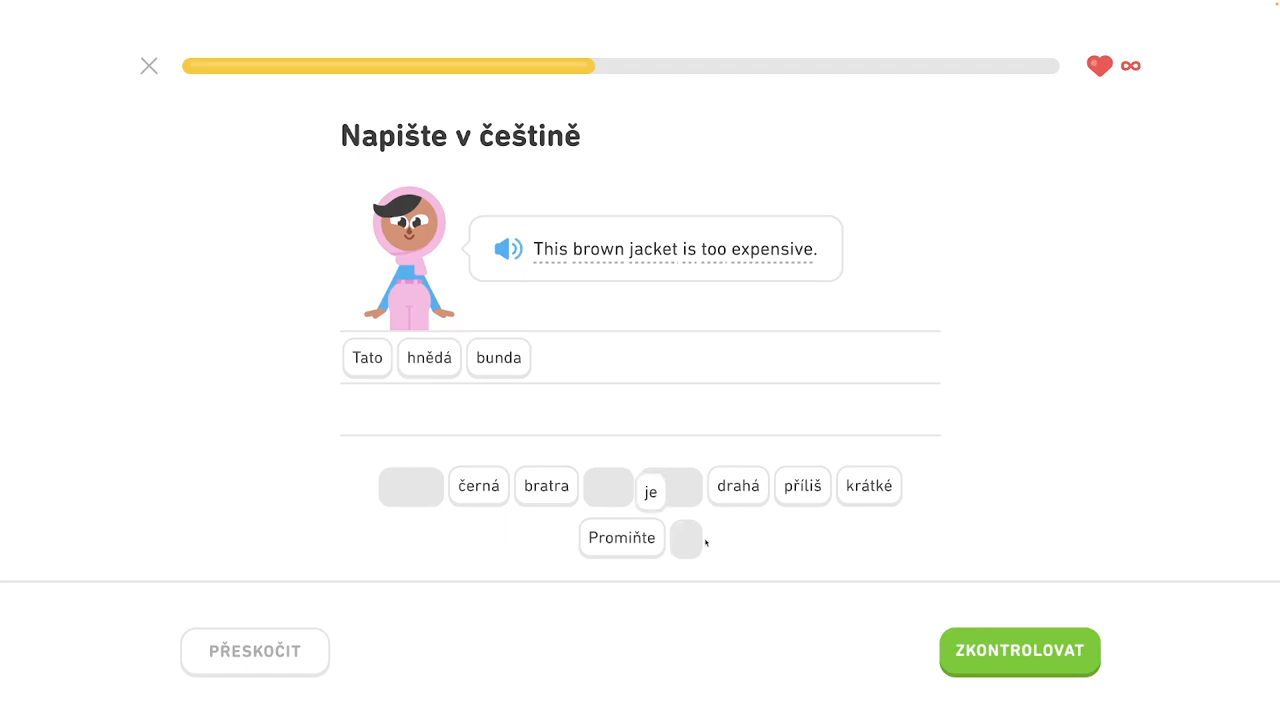 Napište v češtině
This brown jacket is too expensive.
Tato hnědá bunda
černá bratra je drahá příliš krátké
Promiňte
PŘESKOČIT ZKONTROLOVAT